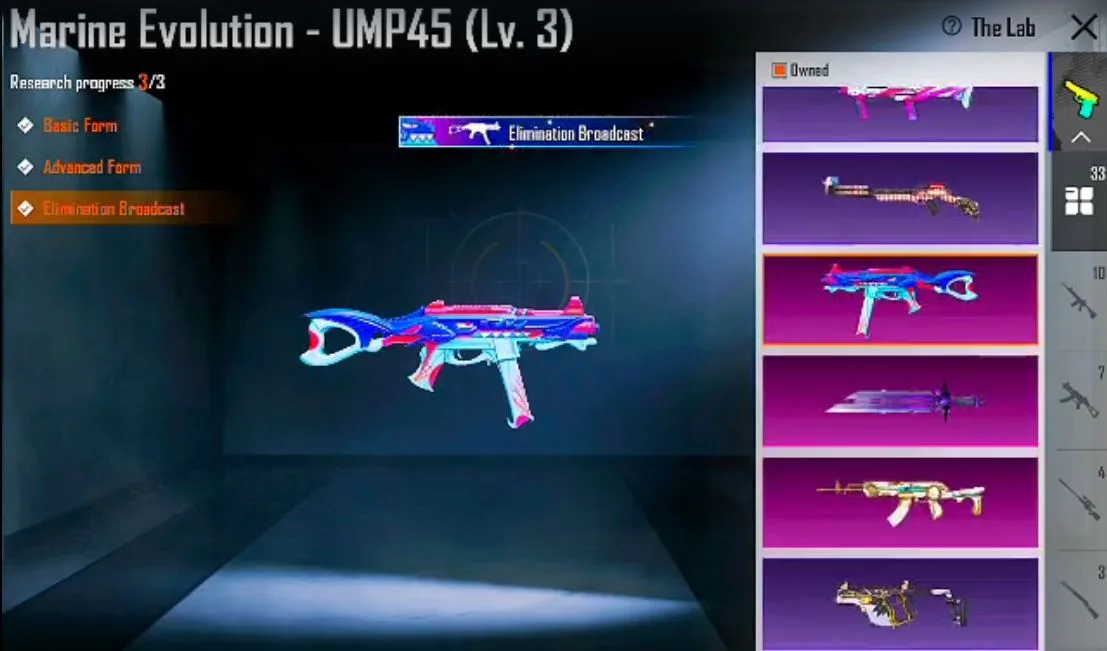 Marine Evolution - UMP45 (Lv. 3)
The Lab
Research progress 3/3
Basic Form
Advanced Form
Elimination Broadcast
Elimination Broadcast
Owned
33
10
7
4
3